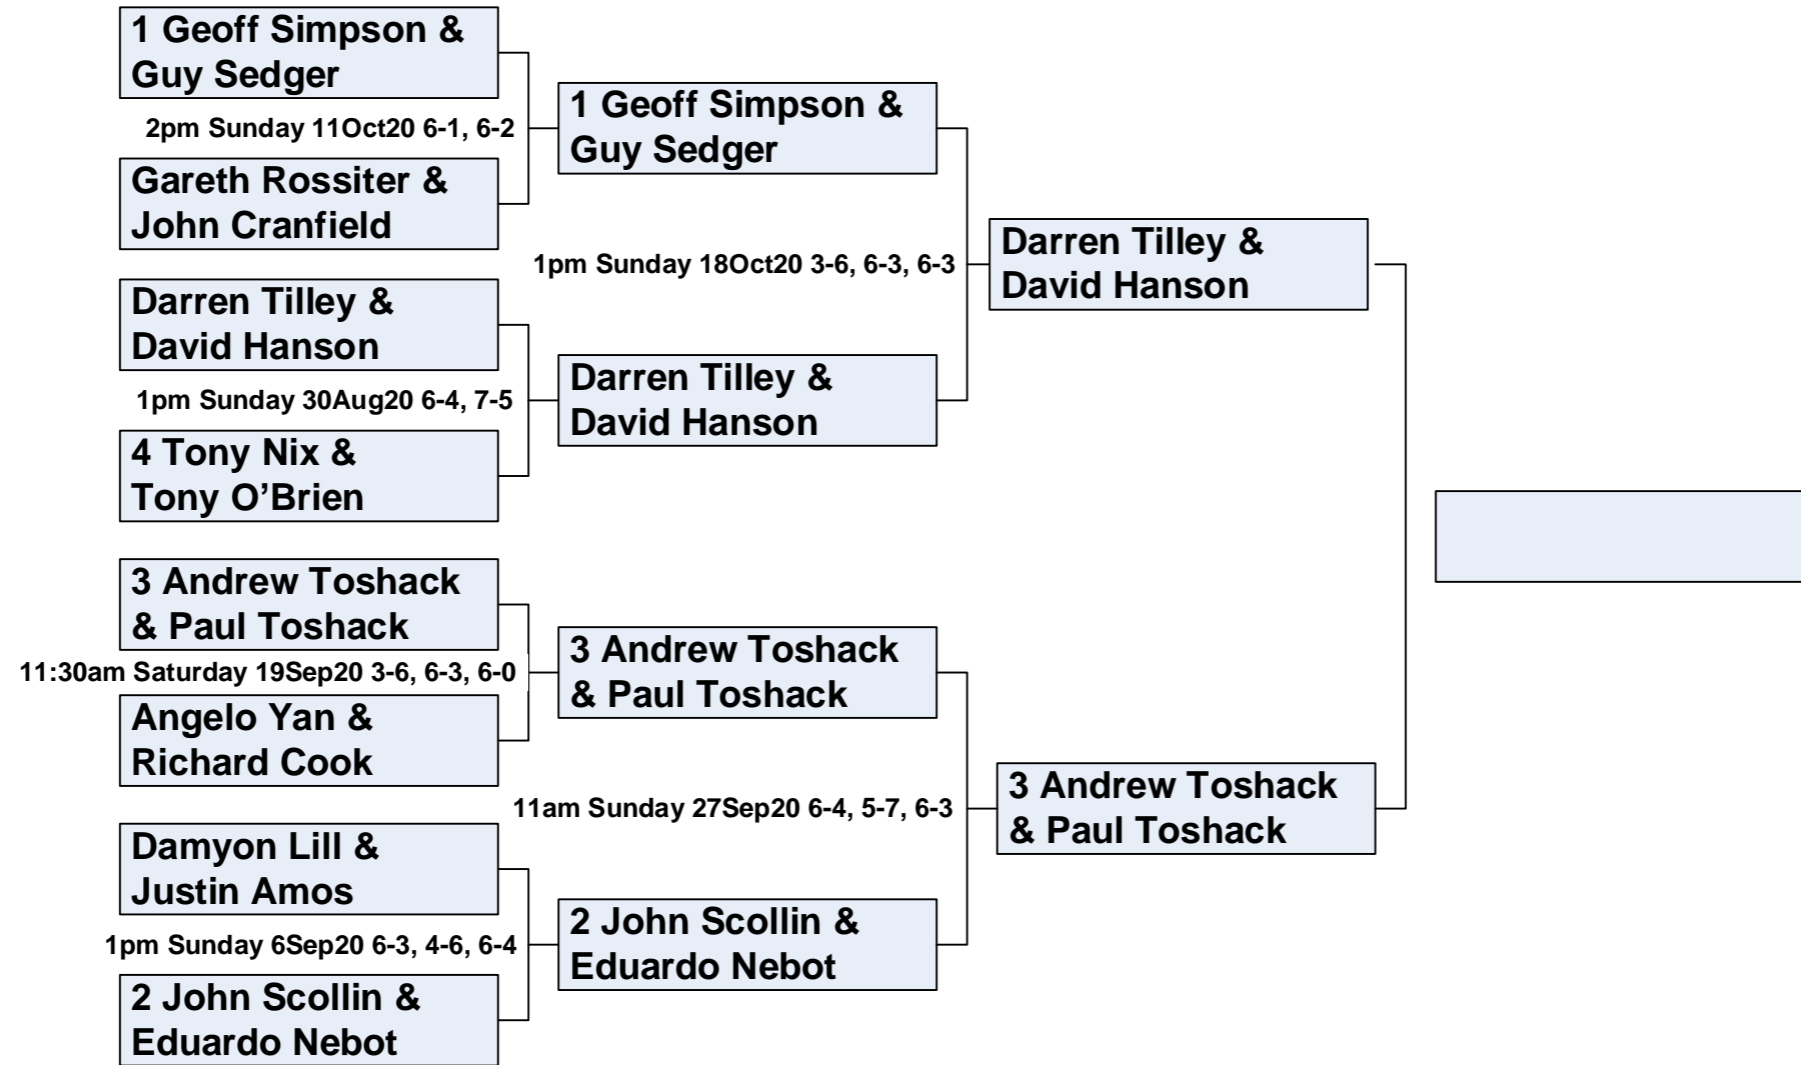 1 Geoff Simpson &
Guy Sedger
2pm Sunday 11Oct20 6-1, 6-2
Gareth Rossiter &
John Cranfield
Darren Tilley &
David Hanson
1pm Sunday 30Aug20 6-4, 7-5
4 Tony Nix &
Tony O’Brien
3 Andrew Toshack
& Paul Toshack
11:30am Saturday 19Sep20 3-6, 6-3, 6-0
Angelo Yan &
Richard Cook
Damyon Lill &
Justin Amos
1pm Sunday 6Sep20 6-3, 4-6, 6-4
2 John Scollin &
Eduardo Nebot
1 Geoff Simpson &
Guy Sedger
1pm Sunday 18Oct20 3-6, 6-3, 6-3
Darren Tilley &
David Hanson
3 Andrew Toshack
& Paul Toshack
11am Sunday 27Sep20 6-4, 5-7, 6-3
2 John Scollin &
Eduardo Nebot
Darren Tilley &
David Hanson
3 Andrew Toshack
& Paul Toshack